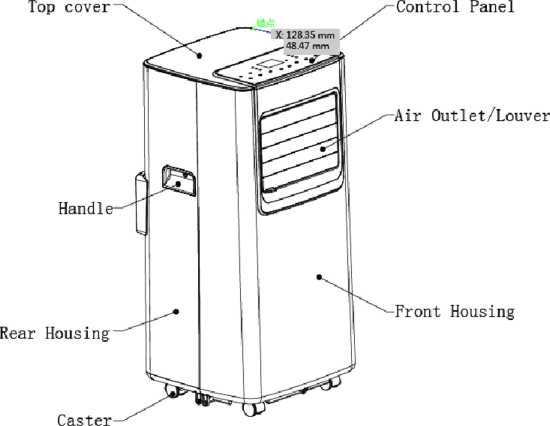 Top cover
Control Panel
X: 128.35 mm
48.47 mm
Air Outlet/Louver
Handle
Front Housing
Rear Housing
Caster